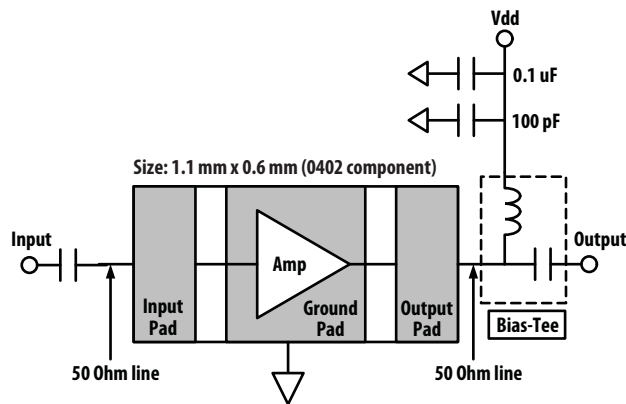 Vdd
0.1 uF
100 pF
Size: 1.1 mm x 0.6 mm (0402 component)
Input
Output
Amp
Input
Pad
Ground
Pad
Output
Pad
Bias-Tee
50 Ohm line
50 Ohm line